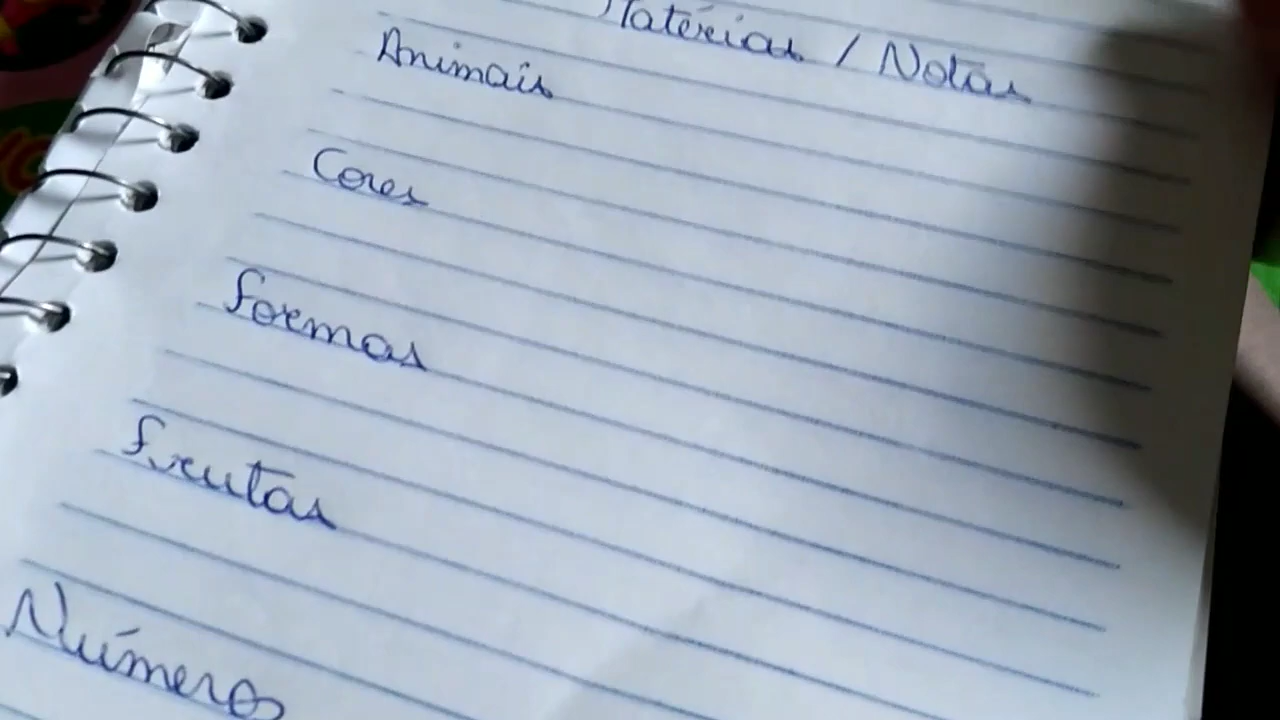 Matérias / Notas
Animais
Cores
formas
frutas
Números